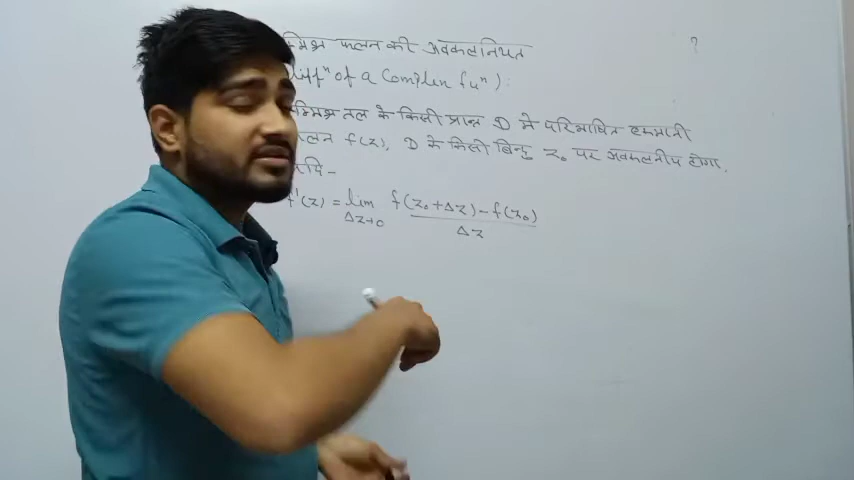 म्मिश्र फलन की अवकलनियता ?
Diffⁿ of a Complex fuⁿ) :
म्मिश्र तल के किसी प्रान्त D मे परिभाषित एकमानी
फलन f(z), D के किसी बिन्दु z₀ पर अवकलनीय होगा.
यदि -
f'(z) = lim Δz→0 f(z₀ + Δz) - f(z₀) / Δz